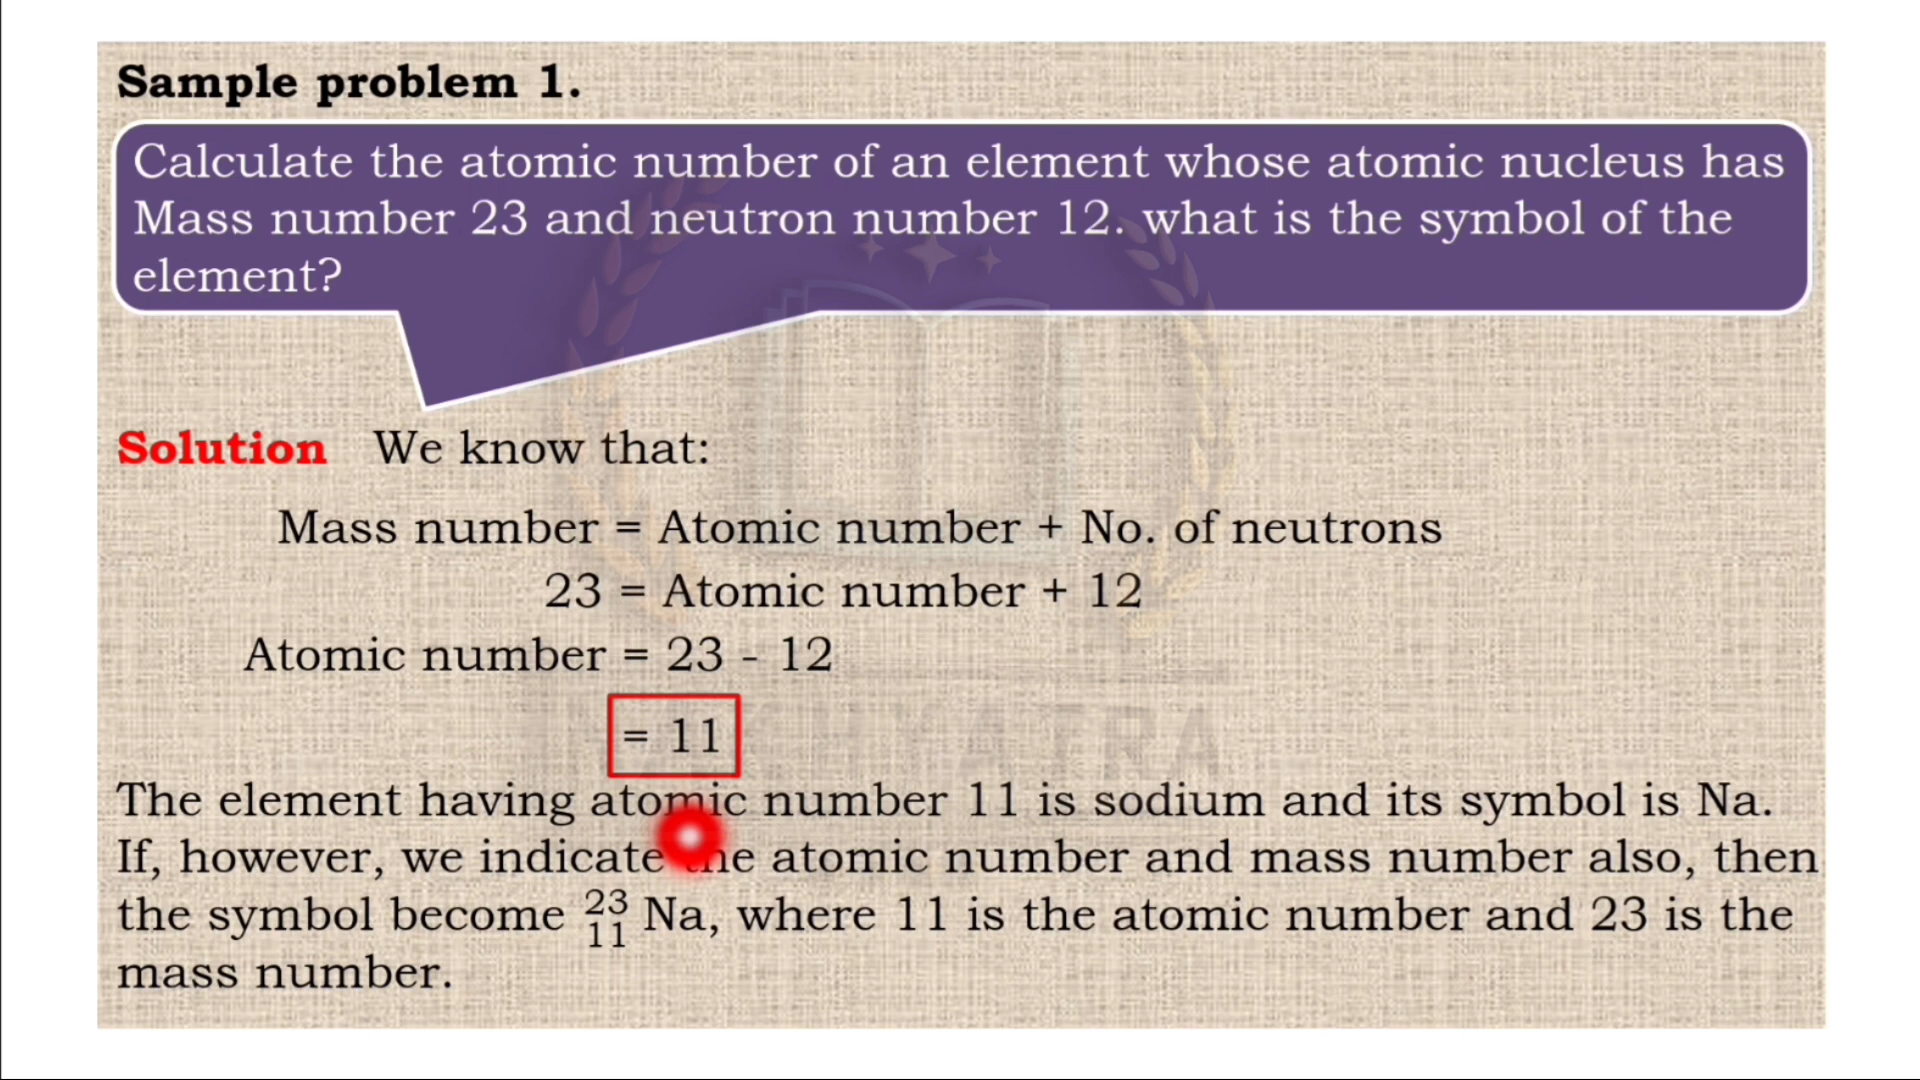 Sample problem 1.
Calculate the atomic number of an element whose atomic nucleus has
Mass number 23 and neutron number 12. what is the symbol of the
element?
Solution We know that:
Mass number = Atomic number + No. of neutrons
23 = Atomic number + 12
Atomic number = 23 - 12
= 11
The element having atomic number 11 is sodium and its symbol is Na.
If, however, we indicate the atomic number and mass number also, then
the symbol become ²³₁₁ Na, where 11 is the atomic number and 23 is the
mass number.